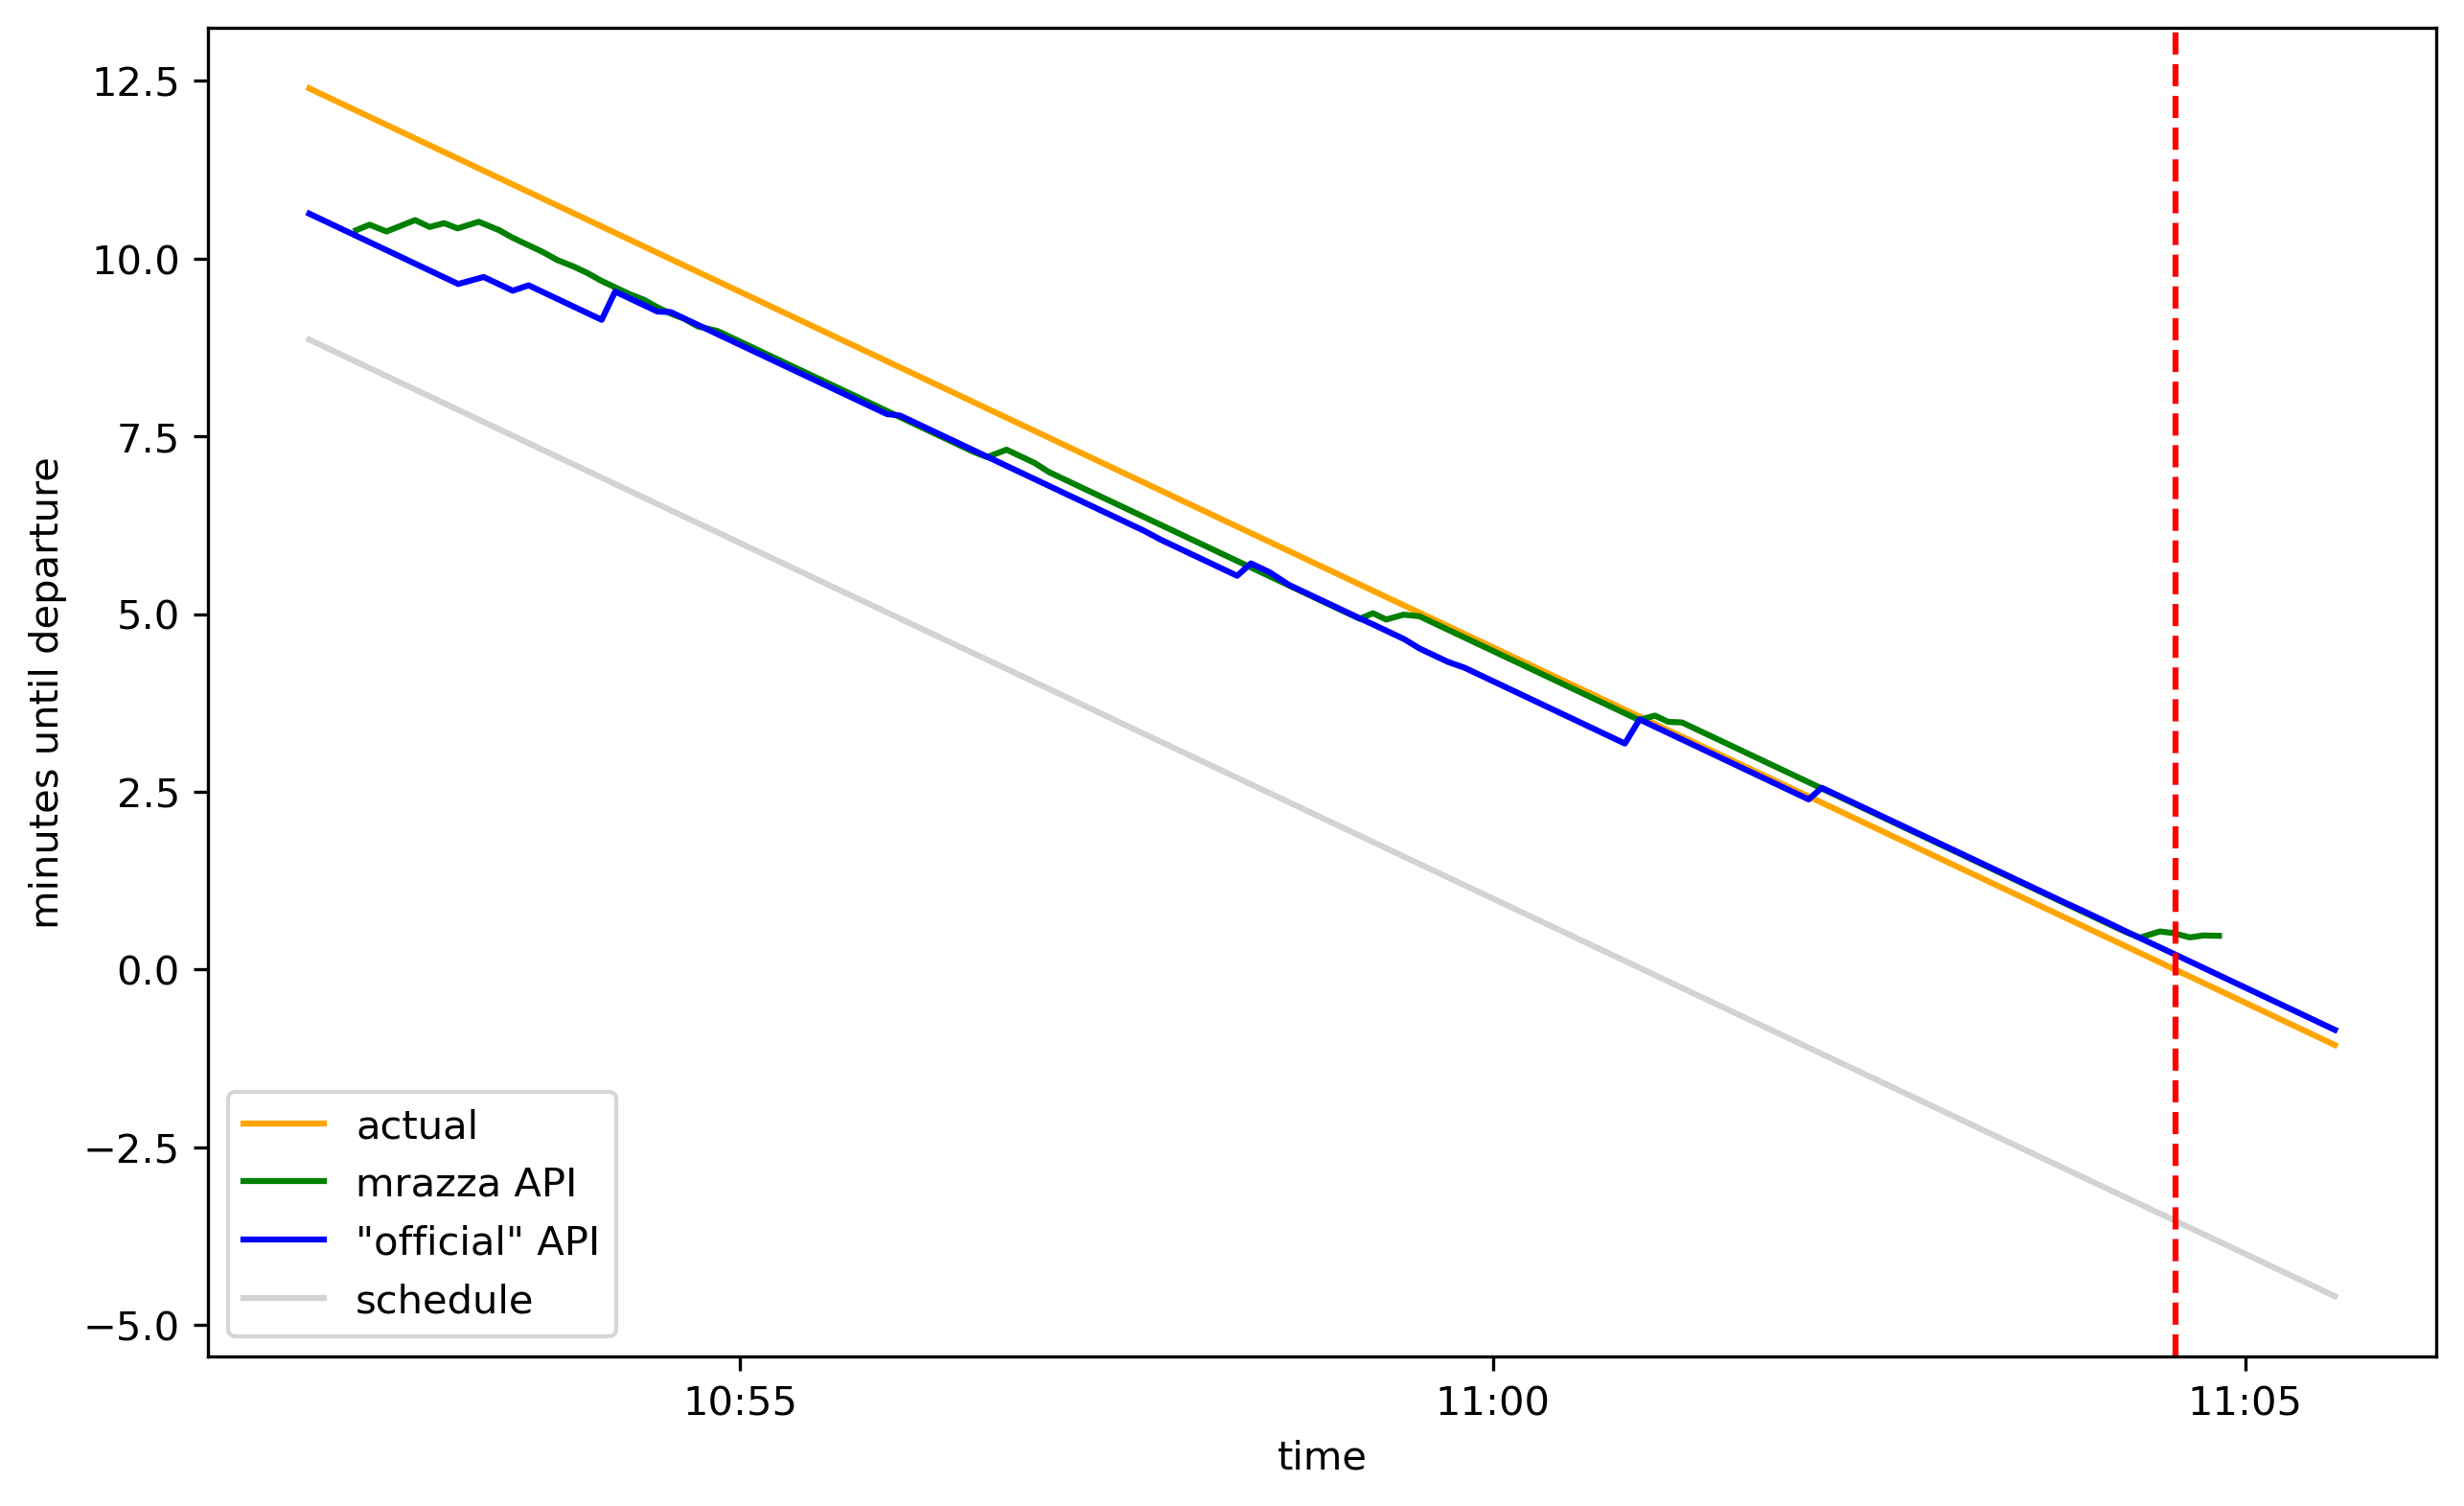 12.5
10.0
7.5
5.0
2.5
0.0
−2.5
−5.0
minutes until departure
actual
mrazza API
"official" API
schedule
10:55
11:00
11:05
time